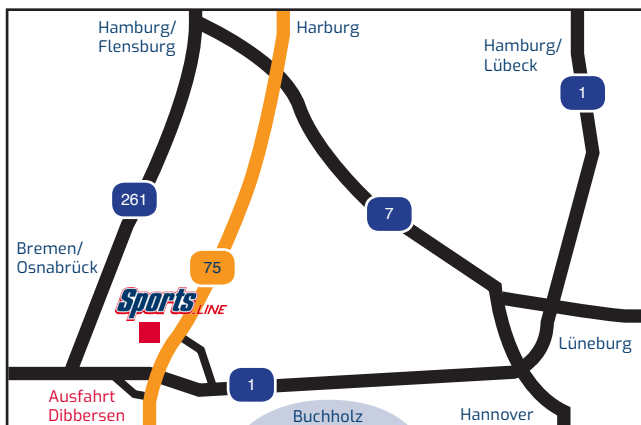 Hamburg/
Flensburg
Harburg
Hamburg/
Lübeck
1
261
7
Bremen/
Osnabrück
75
Sports
LINE
Lüneburg
1
Ausfahrt
Dibbersen
Buchholz
Hannover